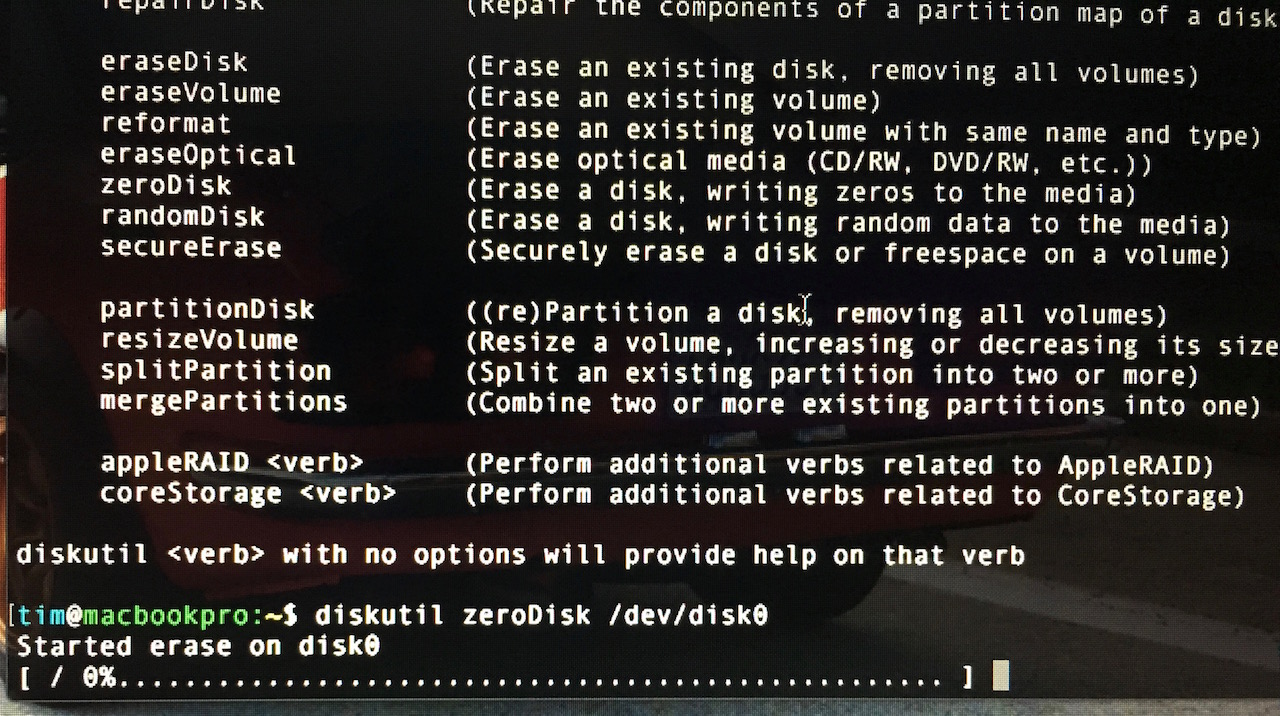 repairDisk (Repair the components of a partition map of a disk
eraseDisk (Erase an existing disk, removing all volumes)
eraseVolume (Erase an existing volume)
reformat (Erase an existing volume with same name and type)
eraseOptical (Erase optical media (CD/RW, DVD/RW, etc.))
zeroDisk (Erase a disk, writing zeros to the media)
randomDisk (Erase a disk, writing random data to the media)
secureErase (Securely erase a disk or freespace on a volume)
partitionDisk ((re)Partition a disk, removing all volumes)
resizeVolume (Resize a volume, increasing or decreasing its size
splitPartition (Split an existing partition into two or more)
mergePartitions (Combine two or more existing partitions into one)
appleRAID <verb> (Perform additional verbs related to AppleRAID)
coreStorage <verb> (Perform additional verbs related to CoreStorage)
diskutil <verb> with no options will provide help on that verb
[tim@macbookpro:~$ diskutil zeroDisk /dev/disk0
Started erase on disk0
[ / 0%................................................... ]